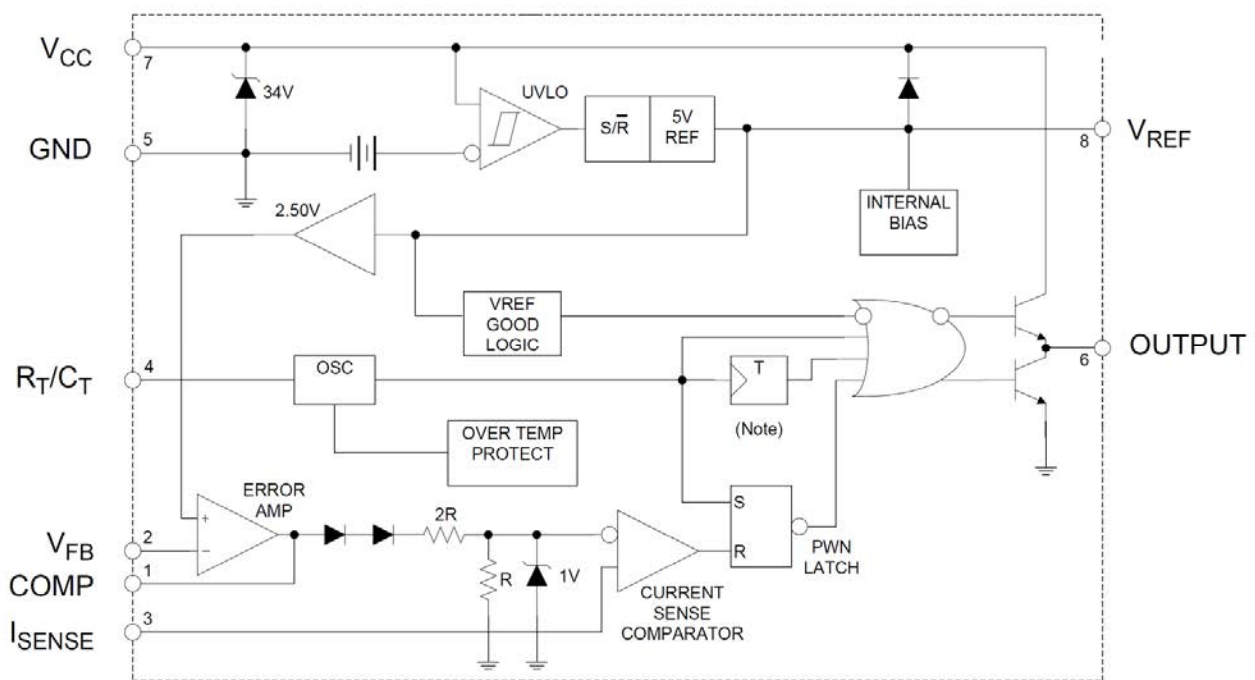 VCC
7
34V
UVLO
S/R̅
5V
REF
GND
5
8
VREF
2.50V
INTERNAL
BIAS
VREF
GOOD
LOGIC
RT/CT
4
OSC
T
6
OUTPUT
(Note)
OVER TEMP
PROTECT
ERROR
AMP
+
−
2R
S
R
PWN
LATCH
VFB
2
COMP
1
R
1V
CURRENT
SENSE
COMPARATOR
ISENSE
3